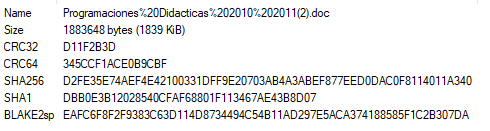 Name Programaciones%20Didacticas%202010%202011(2).doc
Size 1883648 bytes (1839 KiB)
CRC32 D11F2B3D
CRC64 345CCF1ACE0B9CBF
SHA256 D2FE35E74AEF4E42100331DFF9E20703AB4A3ABEF877EED0DAC0F8114011A340
SHA1 DBB0E3B12028540CFAF68801F113467AE43B8D07
BLAKE2sp EAFC6F8F2F9383C63D114D8734494C54B11AD297E5ACA374188585F1C2B307DA